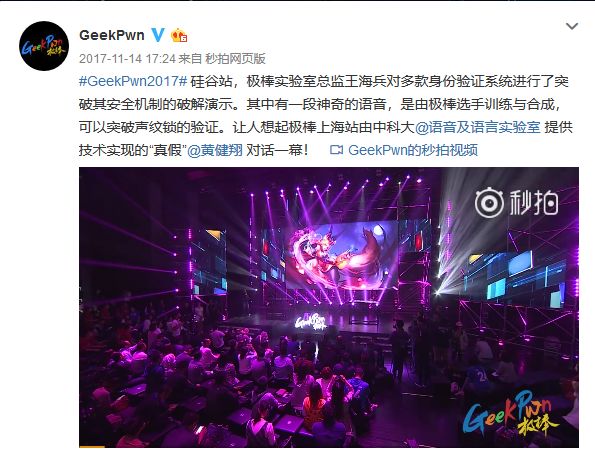 GeekPwn 极棒
GeekPwn
2017-11-14 17:24 来自 秒拍网页版
#GeekPwn2017# 硅谷站，极棒实验室总监王海兵对多款身份验证系统进行了突
破其安全机制的破解演示。其中有一段神奇的语音，是由极棒选手训练与合成，
可以突破声纹锁的验证。让人想起极棒上海站由中科大@语音及语言实验室 提供
技术实现的“真假”@黄健翔 对话一幕！ GeekPwn的秒拍视频
秒拍
GeekPwn
极棒
GeekPwn
极棒